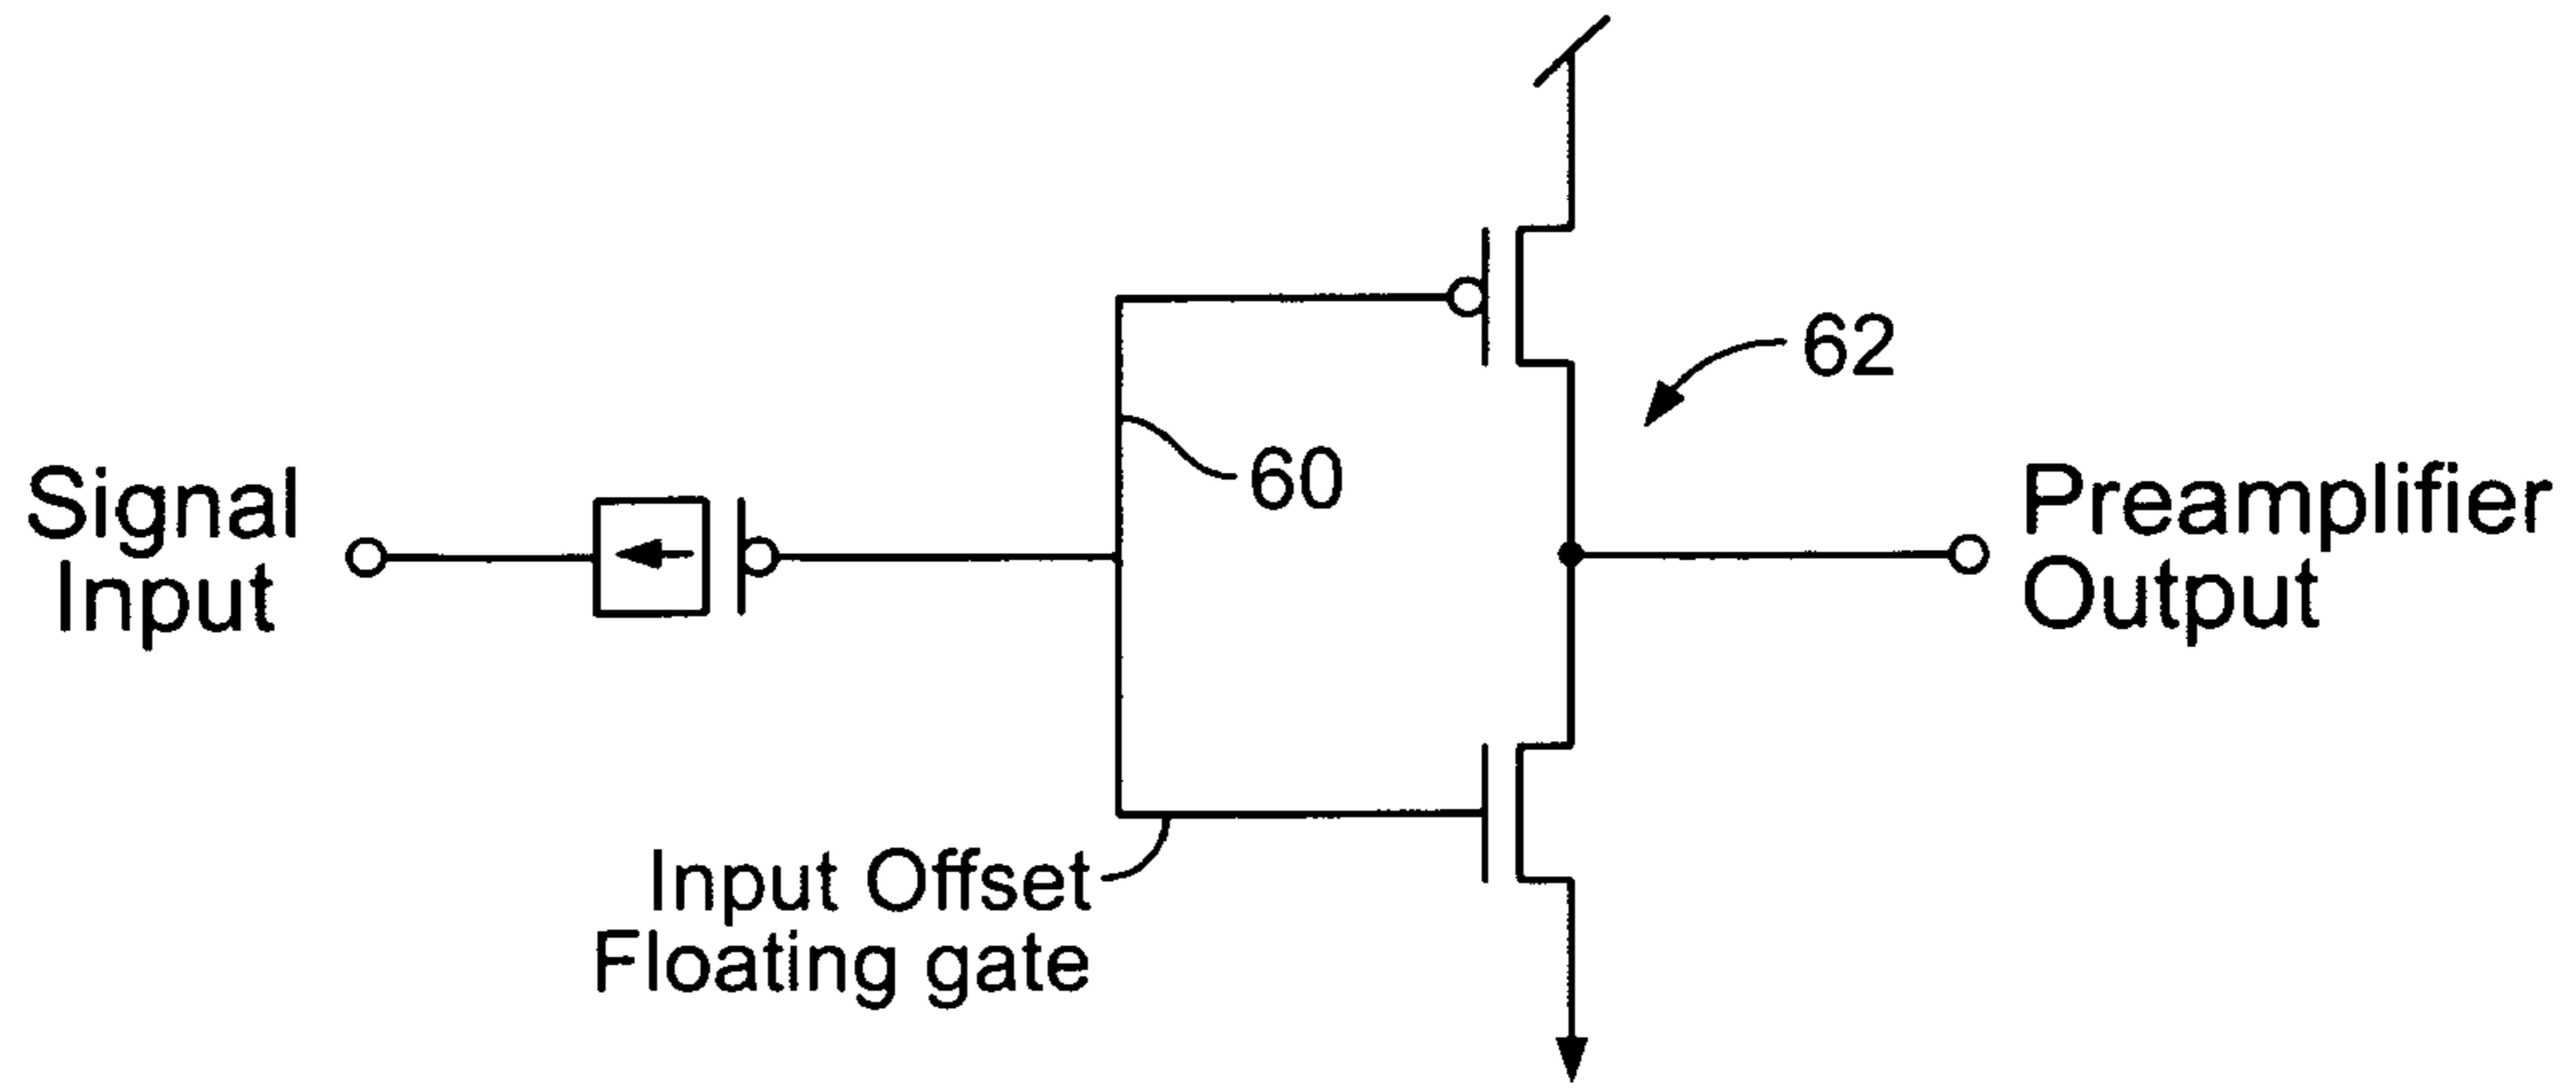 62
60
Signal
Input
Preamplifier
Output
Input Offset
Floating gate